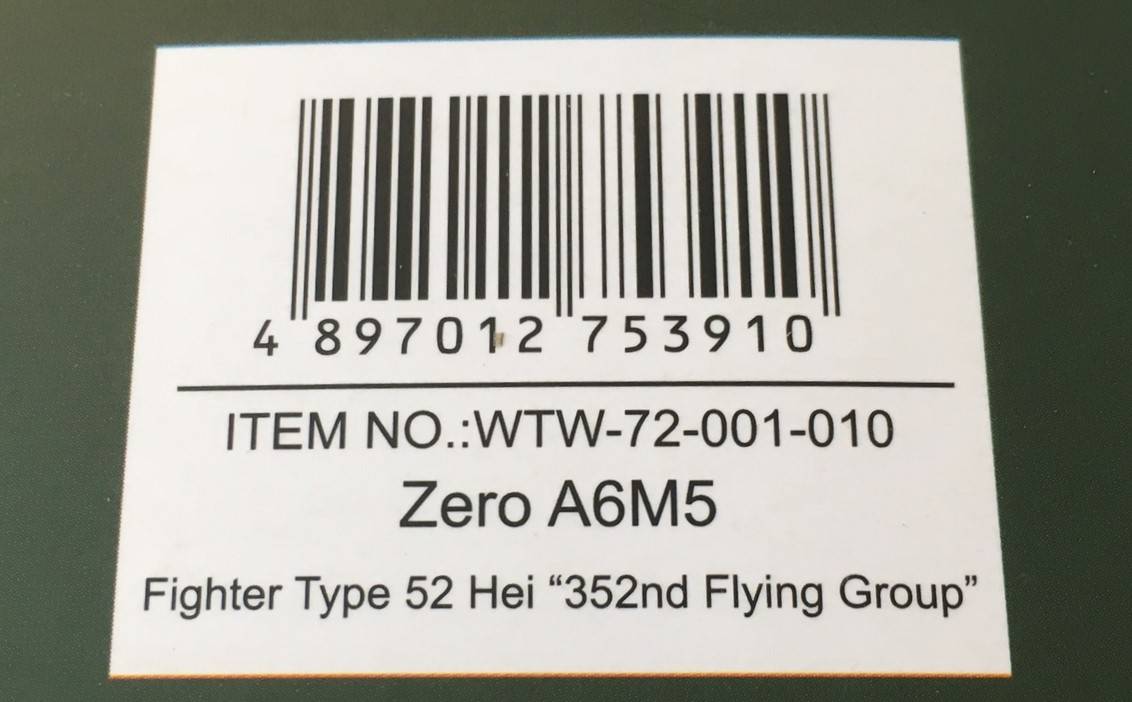 4 897012 753910
ITEM NO.:WTW-72-001-010
Zero A6M5
Fighter Type 52 Hei “352nd Flying Group”